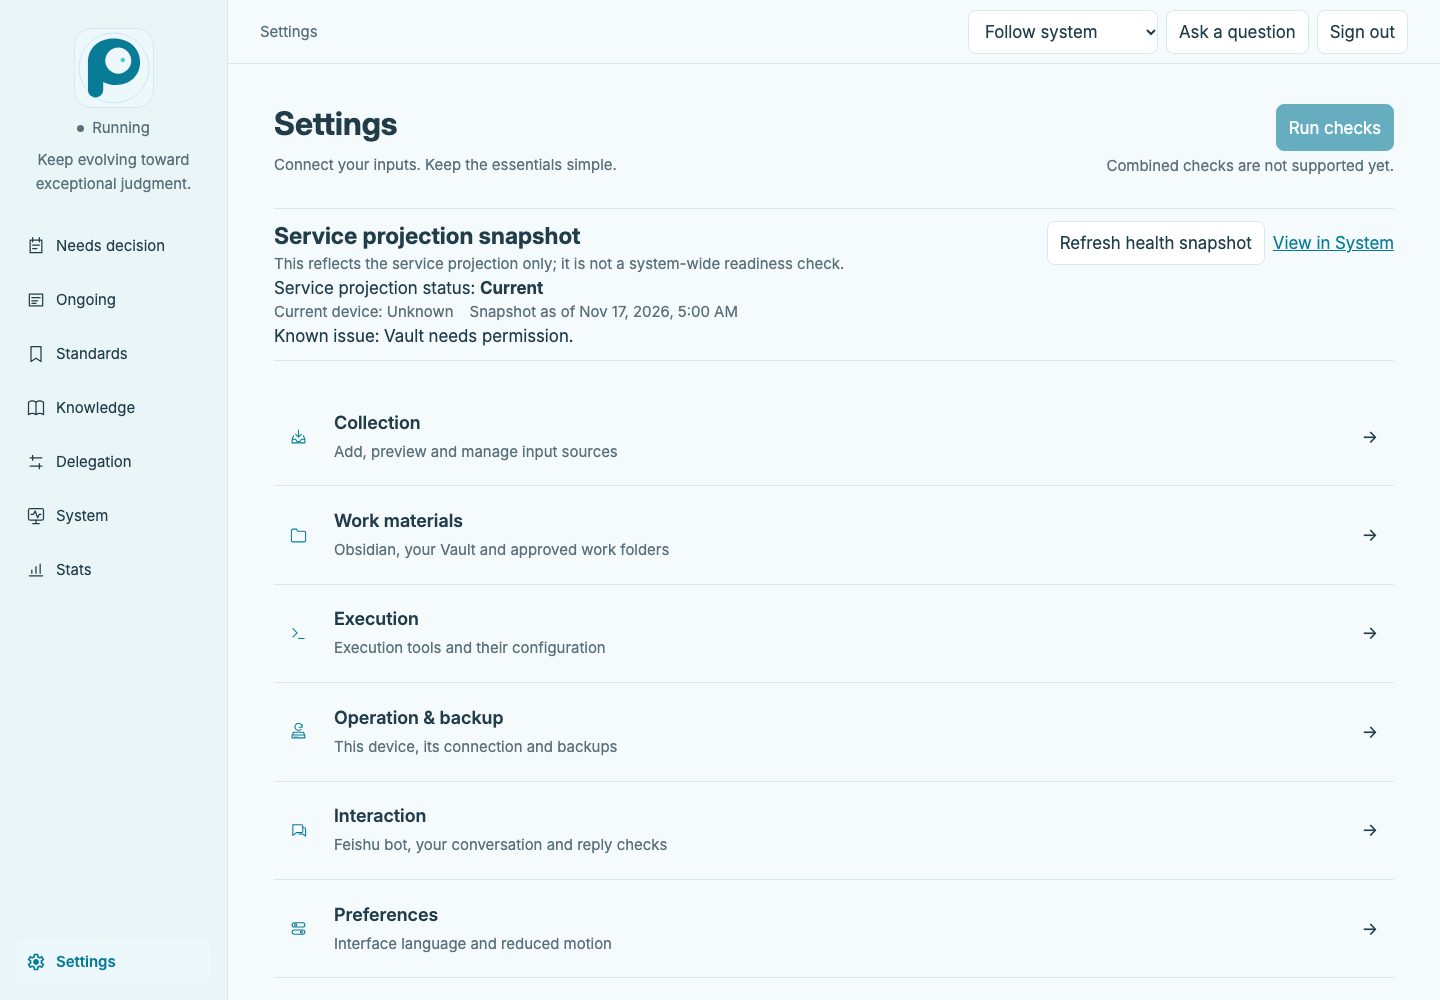 Running
Keep evolving toward
exceptional judgment.
Needs decision
Ongoing
Standards
Knowledge
Delegation
System
Stats
Settings
Settings
Follow system
Ask a question
Sign out
Settings
Connect your inputs. Keep the essentials simple.
Run checks
Combined checks are not supported yet.
Service projection snapshot
This reflects the service projection only; it is not a system-wide readiness check.
Service projection status: Current
Current device: Unknown Snapshot as of Nov 17, 2026, 5:00 AM
Known issue: Vault needs permission.
Refresh health snapshot
View in System
Collection
Add, preview and manage input sources
Work materials
Obsidian, your Vault and approved work folders
Execution
Execution tools and their configuration
Operation & backup
This device, its connection and backups
Interaction
Feishu bot, your conversation and reply checks
Preferences
Interface language and reduced motion